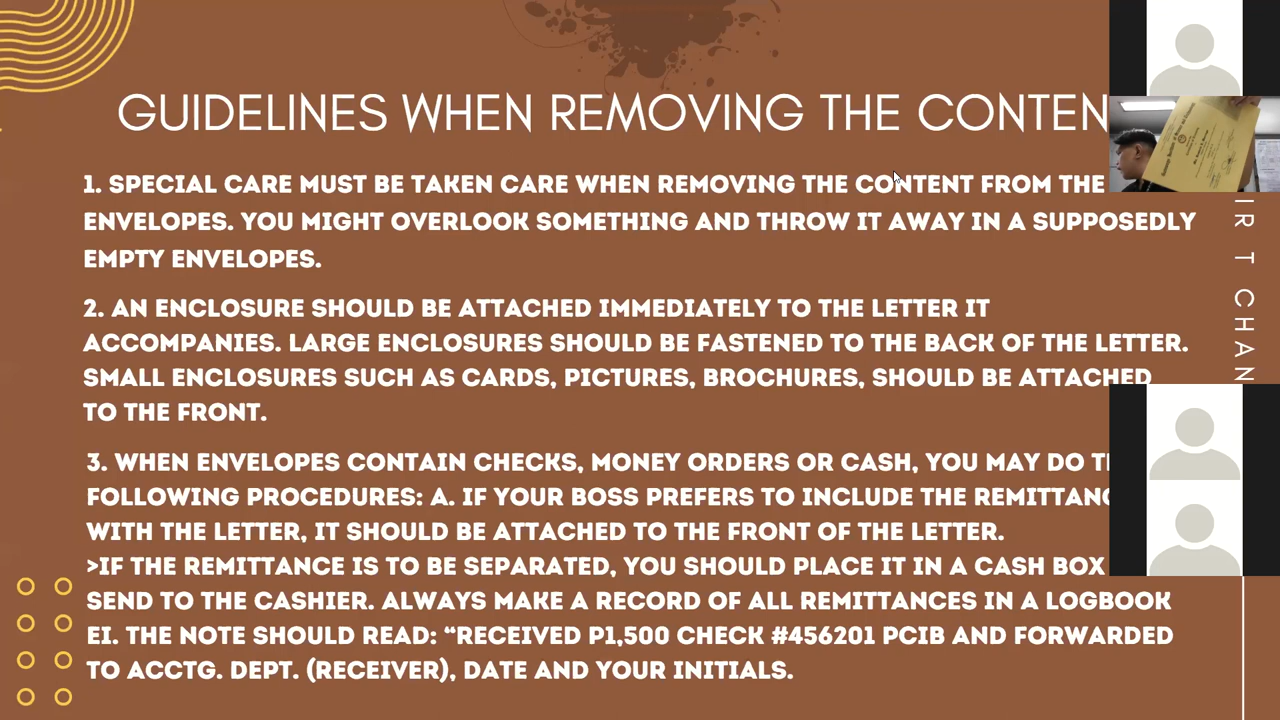 GUIDELINES WHEN REMOVING THE CONTEN
1. SPECIAL CARE MUST BE TAKEN CARE WHEN REMOVING THE CONTENT FROM THE
ENVELOPES. YOU MIGHT OVERLOOK SOMETHING AND THROW IT AWAY IN A SUPPOSEDLY
EMPTY ENVELOPES.
2. AN ENCLOSURE SHOULD BE ATTACHED IMMEDIATELY TO THE LETTER IT
ACCOMPANIES. LARGE ENCLOSURES SHOULD BE FASTENED TO THE BACK OF THE LETTER.
SMALL ENCLOSURES SUCH AS CARDS, PICTURES, BROCHURES, SHOULD BE ATTACHED
TO THE FRONT.
3. WHEN ENVELOPES CONTAIN CHECKS, MONEY ORDERS OR CASH, YOU MAY DO
FOLLOWING PROCEDURES: A. IF YOUR BOSS PREFERS TO INCLUDE THE REMITTANC
WITH THE LETTER, IT SHOULD BE ATTACHED TO THE FRONT OF THE LETTER.
>IF THE REMITTANCE IS TO BE SEPARATED, YOU SHOULD PLACE IT IN A CASH BOX
SEND TO THE CASHIER. ALWAYS MAKE A RECORD OF ALL REMITTANCES IN A LOGBOOK
EI. THE NOTE SHOULD READ: “RECEIVED P1,500 CHECK #456201 PCIB AND FORWARDED
TO ACCTG. DEPT. (RECEIVER), DATE AND YOUR INITIALS.
IR T CHAN